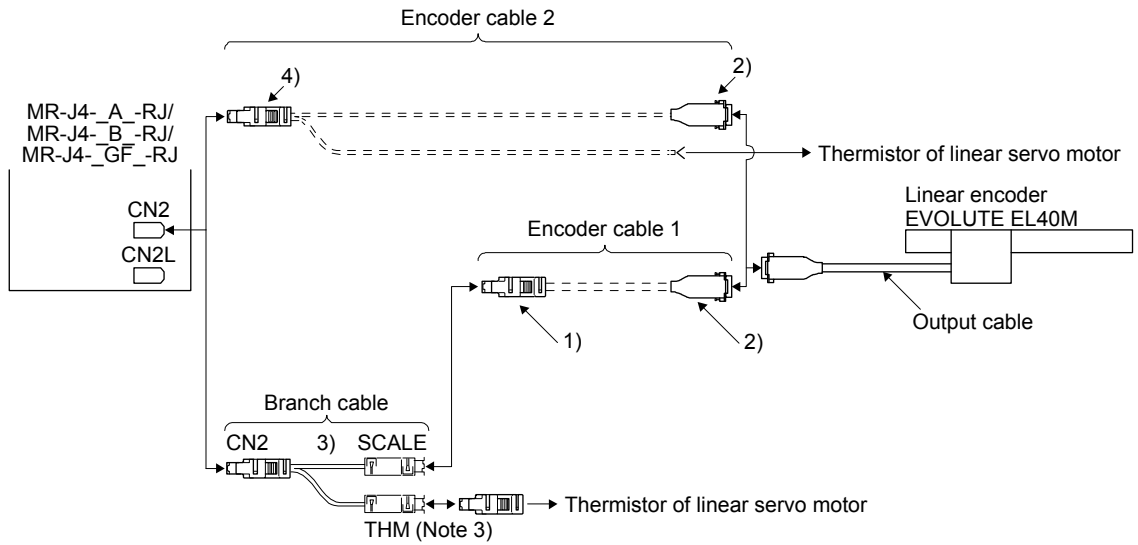 Encoder cable 2
4)
2)
MR-J4-_A_-RJ/
MR-J4-_B_-RJ/
MR-J4-_GF_-RJ
Thermistor of linear servo motor
CN2
CN2L
Linear encoder
EVOLUTE EL40M
Encoder cable 1
1)
2)
Output cable
Branch cable
CN2
3)
SCALE
THM (Note 3)
Thermistor of linear servo motor